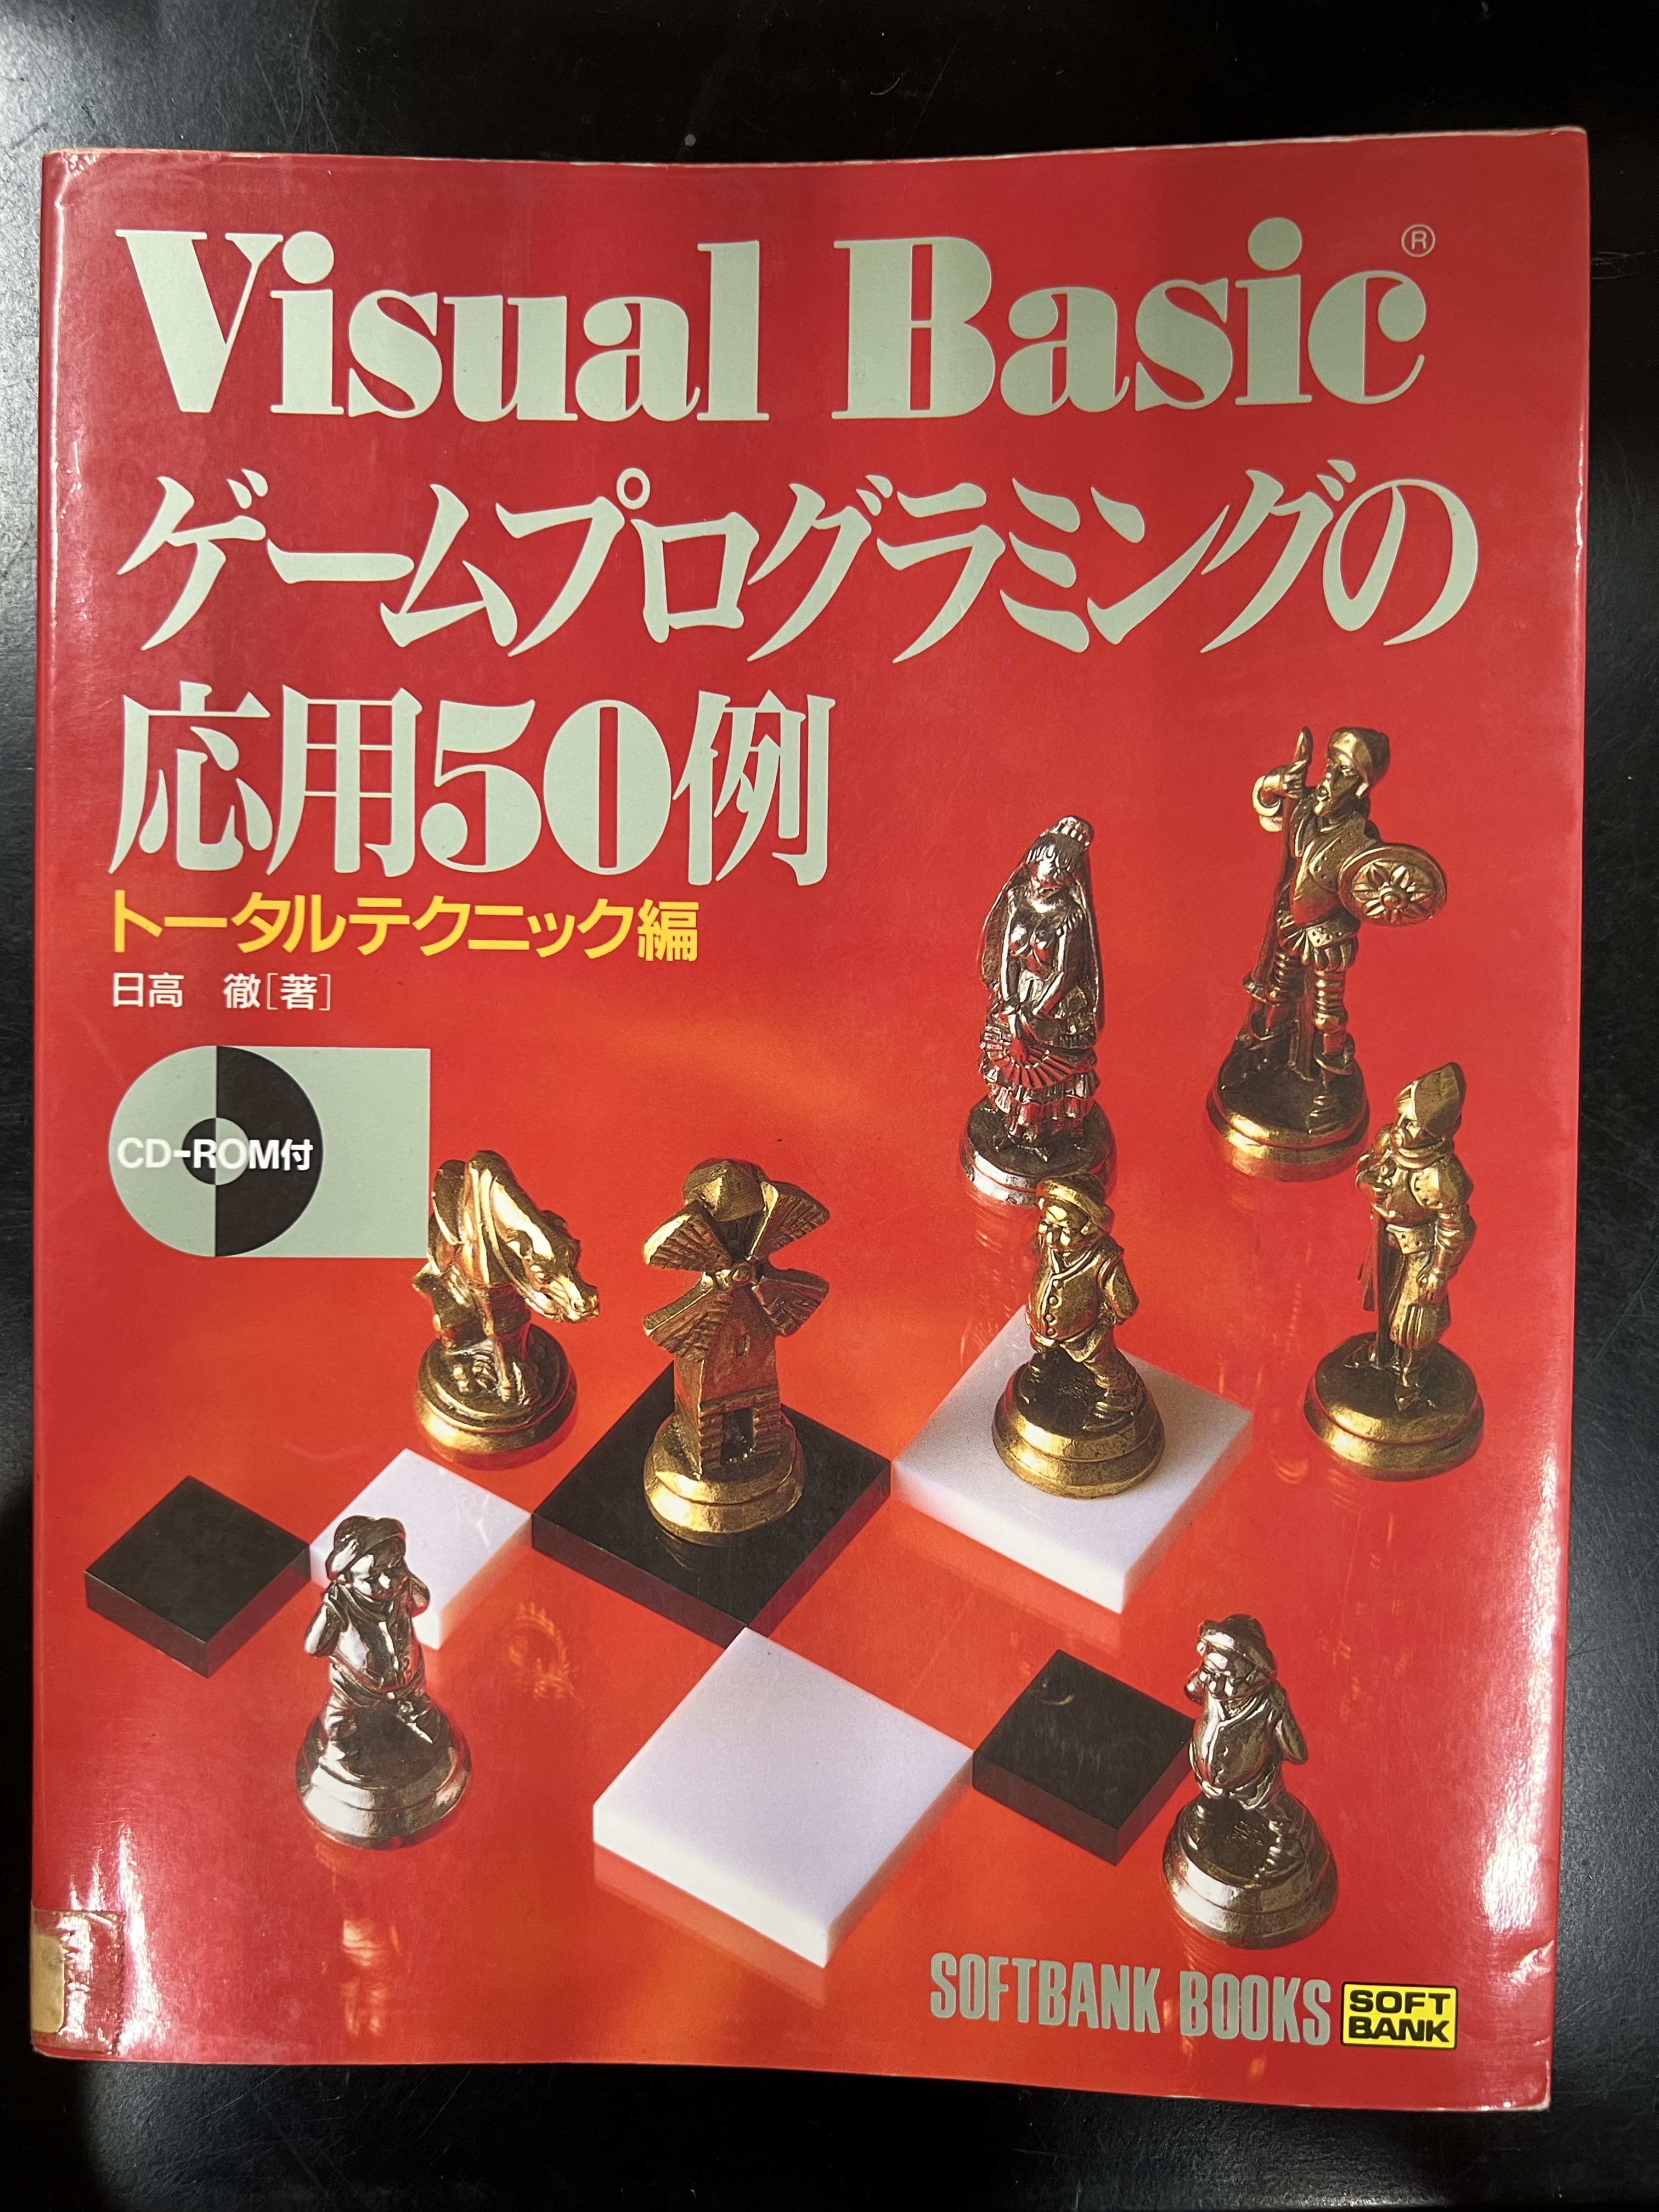 Visual Basic®
ゲームプログラミングの
応用50例
トータルテクニック編
日高　徹[著]
CD-ROM付
SOFTBANK BOOKS
SOFT
BANK